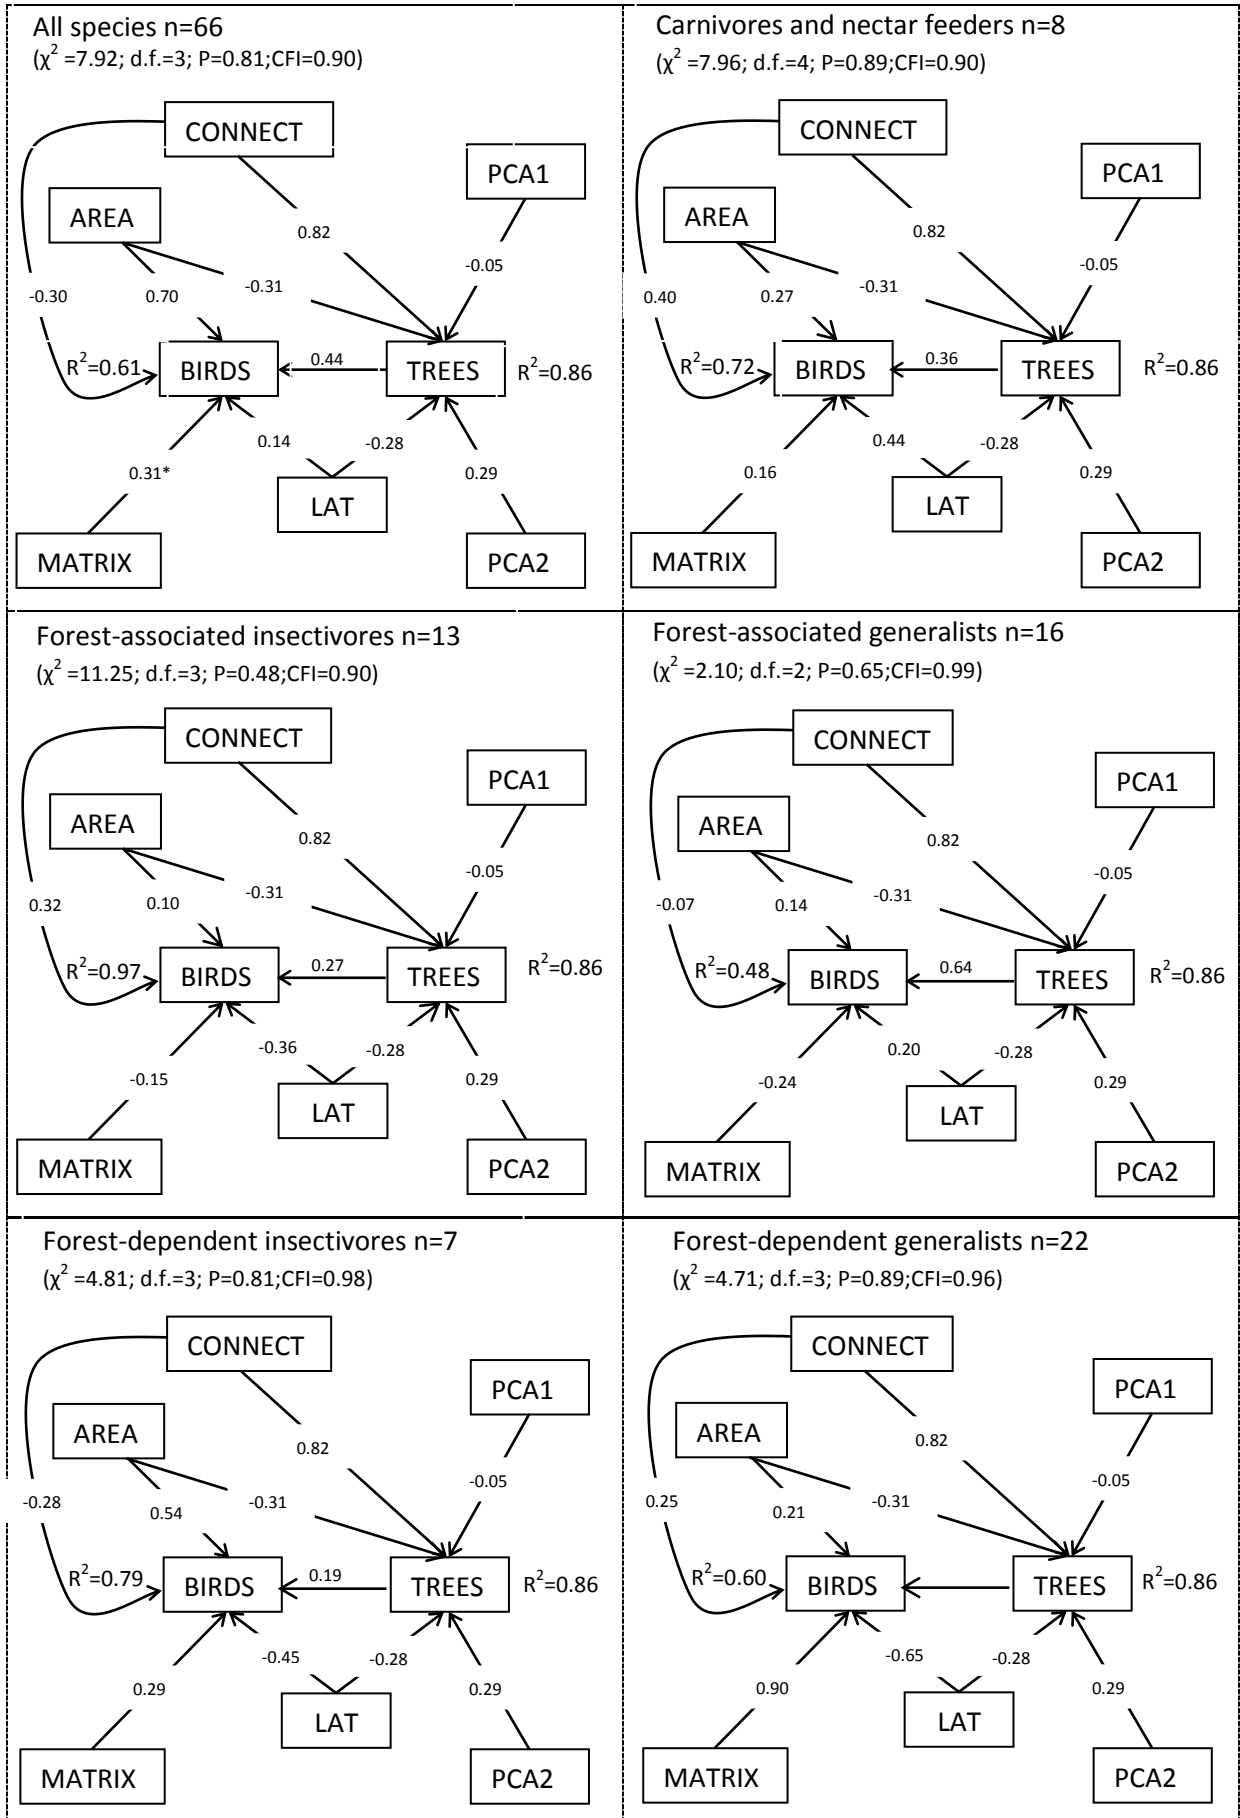 All species n=66
(χ² =7.92; d.f.=3; P=0.81;CFI=0.90)
CONNECT
PCA1
AREA
0.82
-0.05
-0.31
-0.30
0.70
R²=0.61
BIRDS
0.44
TREES
R²=0.86
0.14
-0.28
0.31*
0.29
LAT
MATRIX
PCA2
Carnivores and nectar feeders n=8
(χ² =7.96; d.f.=4; P=0.89;CFI=0.90)
CONNECT
PCA1
AREA
0.82
-0.05
-0.31
0.40
0.27
R²=0.72
BIRDS
0.36
TREES
R²=0.86
0.44
-0.28
0.16
0.29
LAT
MATRIX
PCA2
Forest-associated insectivores n=13
(χ² =11.25; d.f.=3; P=0.48;CFI=0.90)
CONNECT
PCA1
AREA
0.82
-0.05
-0.31
0.32
0.10
R²=0.97
BIRDS
0.27
TREES
R²=0.86
-0.36
-0.28
-0.15
0.29
LAT
MATRIX
PCA2
Forest-associated generalists n=16
(χ² =2.10; d.f.=2; P=0.65;CFI=0.99)
CONNECT
PCA1
AREA
0.82
-0.05
-0.31
-0.07
0.14
R²=0.48
BIRDS
0.64
TREES
R²=0.86
0.20
-0.28
-0.24
0.29
LAT
MATRIX
PCA2
Forest-dependent insectivores n=7
(χ² =4.81; d.f.=3; P=0.81;CFI=0.98)
CONNECT
PCA1
AREA
0.82
-0.05
-0.31
-0.28
0.54
R²=0.79
BIRDS
0.19
TREES
R²=0.86
-0.45
-0.28
0.29
0.29
LAT
MATRIX
PCA2
Forest-dependent generalists n=22
(χ² =4.71; d.f.=3; P=0.89;CFI=0.96)
CONNECT
PCA1
AREA
0.82
-0.05
-0.31
0.25
0.21
R²=0.60
BIRDS
TREES
R²=0.86
-0.65
-0.28
0.90
0.29
LAT
MATRIX
PCA2